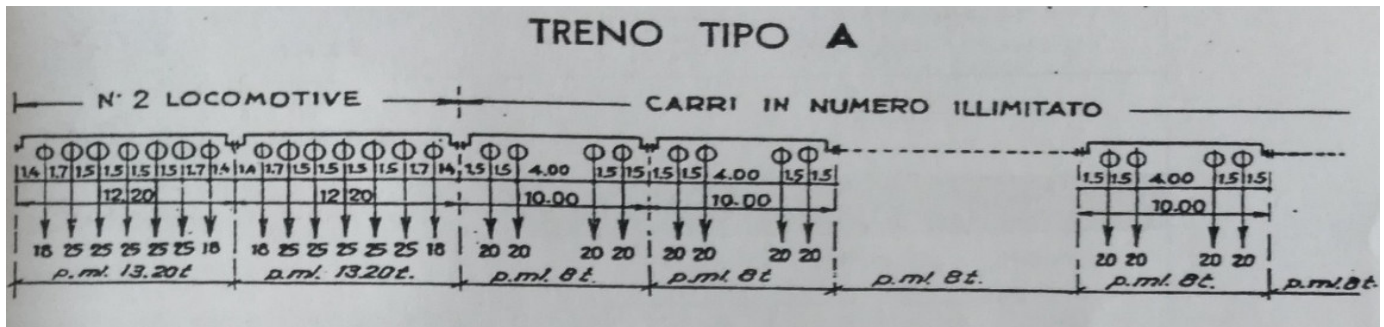 TRENO TIPO A
N° 2 LOCOMOTIVE CARRI IN NUMERO ILLIMITATO
1.4 1.7 1.5 1.5 1.5 1.5 1.7 1.4 1.4 1.7 1.5 1.5 1.5 1.5 1.7 1.4 1.5 1.5 4.00 1.5 1.5 1.5 1.5 4.00 1.5 1.5 1.5 1.5 4.00 1.5 1.5
12.20 12.20 10.00 10.00 10.00
18 25 25 25 25 25 18 18 25 25 25 25 25 18 20 20 20 20 20 20 20 20 20 20 20 20
p.ml. 13.20t. p.ml. 13.20t. p.ml. 8t. p.ml. 8t. p.ml. 8t. p.ml. 8t. p.ml. 8t.